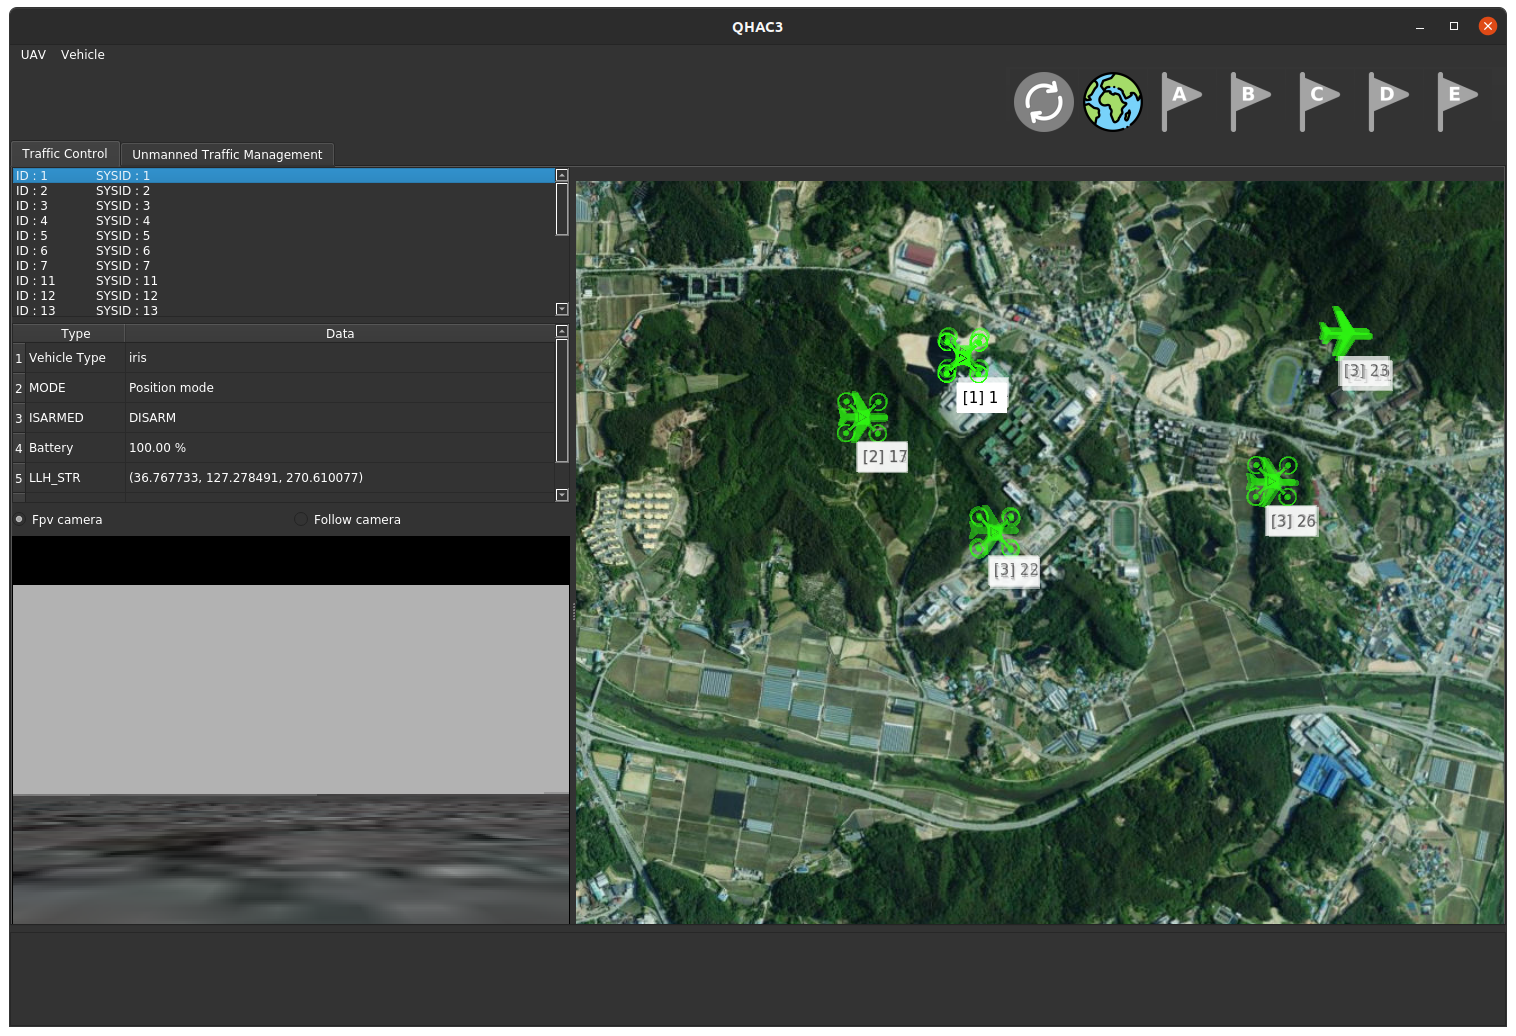 QHAC3
UAV Vehicle
A B C D E
Traffic Control Unmanned Traffic Management
ID : 1 SYSID : 1
ID : 2 SYSID : 2
ID : 3 SYSID : 3
ID : 4 SYSID : 4
ID : 5 SYSID : 5
ID : 6 SYSID : 6
ID : 7 SYSID : 7
ID : 11 SYSID : 11
ID : 12 SYSID : 12
ID : 13 SYSID : 13
Type Data
1 Vehicle Type iris
2 MODE Position mode
3 ISARMED DISARM
4 Battery 100.00 %
5 LLH_STR (36.767733, 127.278491, 270.610077)
Fpv camera Follow camera
[3] 23
[1] 1
[2] 17
[3] 26
[3] 22